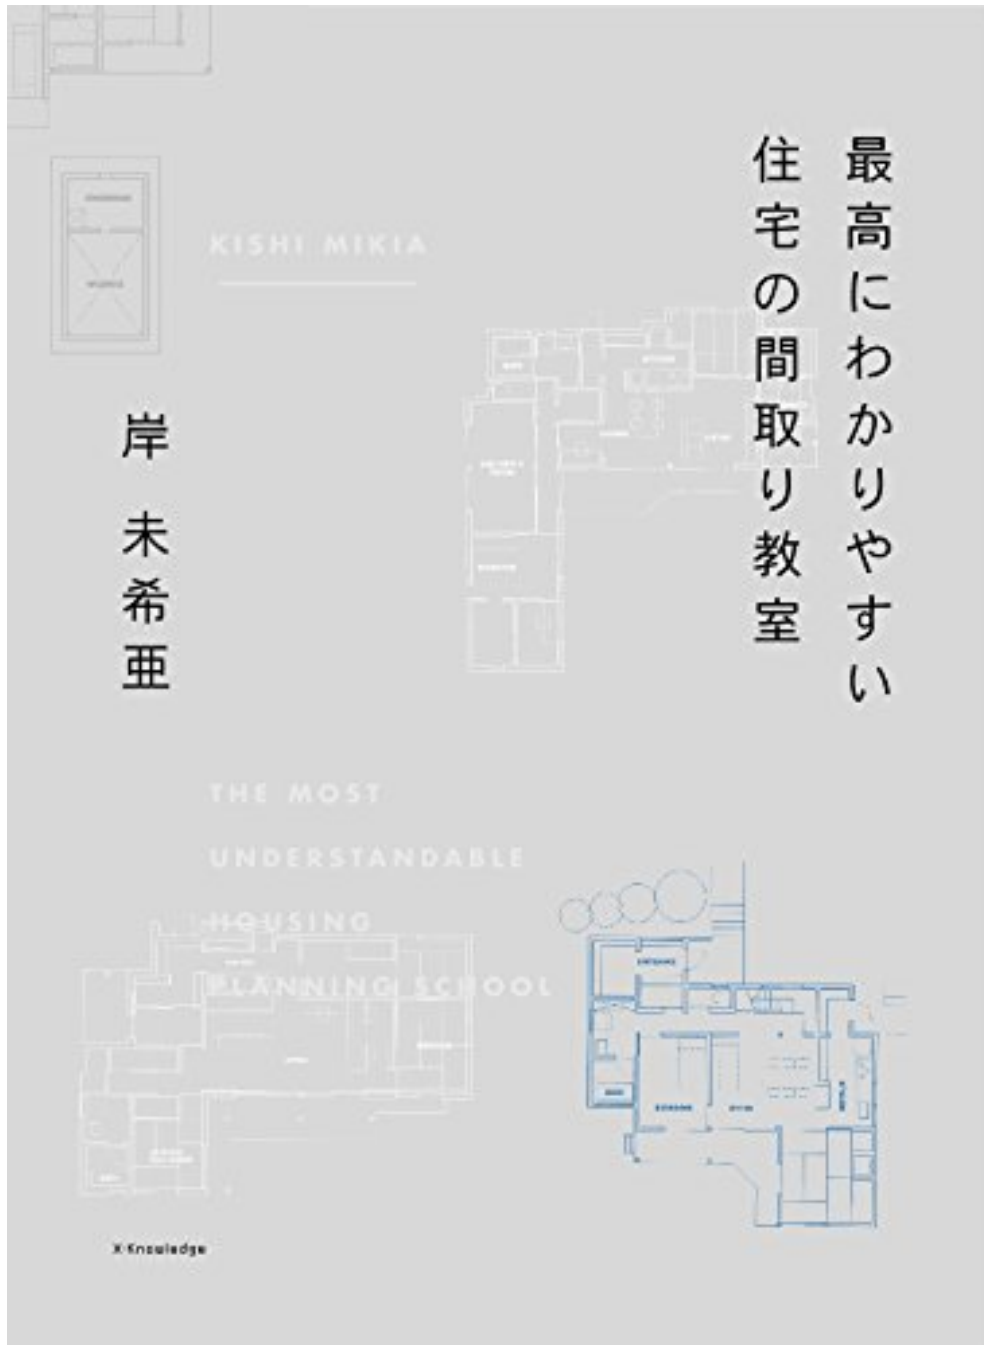 最高にわかりやすい
住宅の間取り教室
KISHI MIKIA
岸 未希亜
THE MOST
UNDERSTANDABLE
HOUSING
PLANNING SCHOOL
ENTRANCE
X-Knowledge